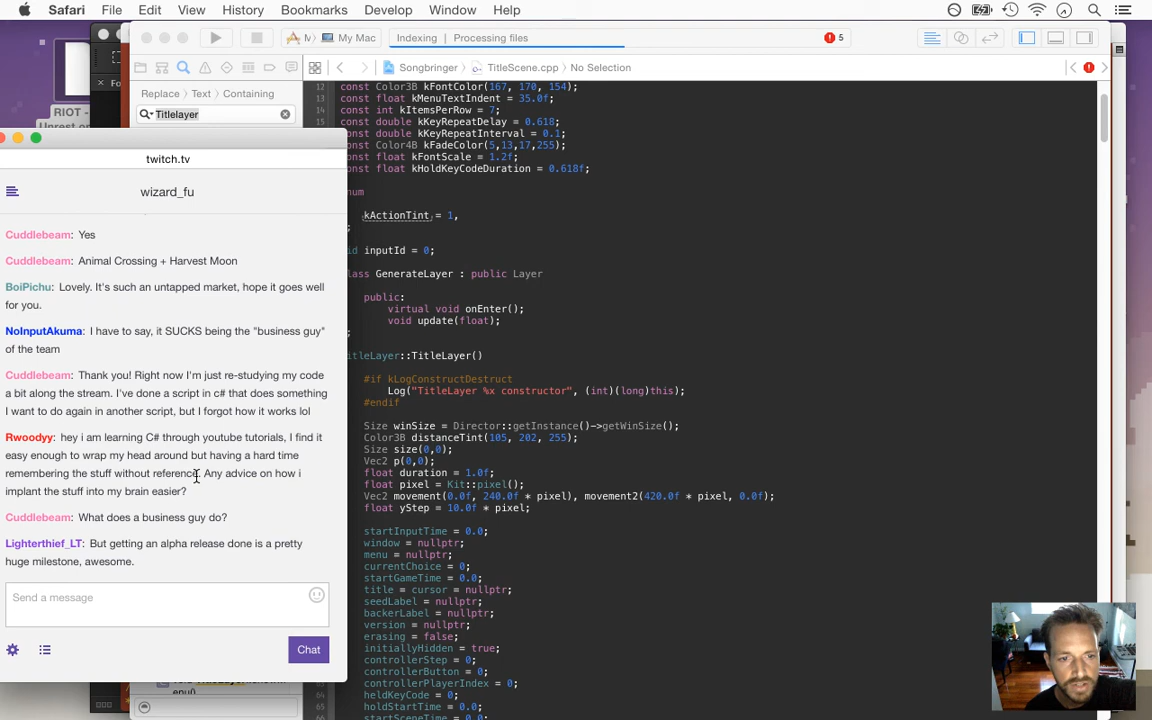 Safari File Edit View History Bookmarks Develop Window Help
My Mac Indexing | Processing files 5
Songbringer TitleScene.cpp No Selection
Replace Text Containing
Titlelayer
RIOT -
twitch.tv
wizard_fu
Cuddlebeam: Yes
Cuddlebeam: Animal Crossing + Harvest Moon
BoiPichu: Lovely. It's such an untapped market, hope it goes well
for you.
NoInputAkuma: I have to say, it SUCKS being the "business guy"
of the team
Cuddlebeam: Thank you! Right now I'm just re-studying my code
a bit along the stream. I've done a script in c# that does something
I want to do again in another script, but I forgot how it works lol
Rwoodyy: hey i am learning C# through youtube tutorials, I find it
easy enough to wrap my head around but having a hard time
remembering the stuff without reference. Any advice on how i
implant the stuff into my brain easier?
Cuddlebeam: What does a business guy do?
Lighterthief_LT: But getting an alpha release done is a pretty
huge milestone, awesome.
Send a message
Chat
12 const Color3B kFontColor(167, 170, 154);
13 const float kMenuTextIndent = 35.0f;
14 const int kItemsPerRow = 7;
15 const double kKeyRepeatDelay = 0.618;
const double kKeyRepeatInterval = 0.1;
const Color4B kFadeColor(5,13,17,255);
const float kFontScale = 1.2f;
const float kHoldKeyCodeDuration = 0.618f;
num
kActionTint = 1,
;
id inputId = 0;
ass GenerateLayer : public Layer
public:
virtual void onEnter();
void update(float);
;
itleLayer::TitleLayer()
#if kLogConstructDestruct
Log("TitleLayer %x constructor", (int)(long)this);
#endif
Size winSize = Director::getInstance()->getWinSize();
Color3B distanceTint(105, 202, 255);
Size size(0,0);
Vec2 p(0,0);
float duration = 1.0f;
float pixel = Kit::pixel();
Vec2 movement(0.0f, 240.0f * pixel), movement2(420.0f * pixel, 0.0f);
float yStep = 10.0f * pixel;
startInputTime = 0.0;
window = nullptr;
menu = nullptr;
currentChoice = 0;
startGameTime = 0.0;
title = cursor = nullptr;
seedLabel = nullptr;
backerLabel = nullptr;
version = nullptr;
erasing = false;
initiallyHidden = true;
controllerStep = 0;
controllerButton = 0;
controllerPlayerIndex = 0;
64 heldKeyCode = 0;
65 holdStartTime = 0.0;
66 startSceneTime = 0.0;